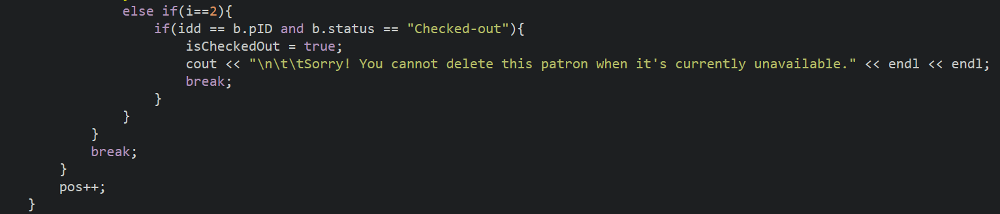 else if(i==2){
if(idd == b.pID and b.status == "Checked-out"){
isCheckedOut = true;
cout << "\n\t\tSorry! You cannot delete this patron when it's currently unavailable." << endl << endl;
break;
}
}
}
break;
}
pos++;
}